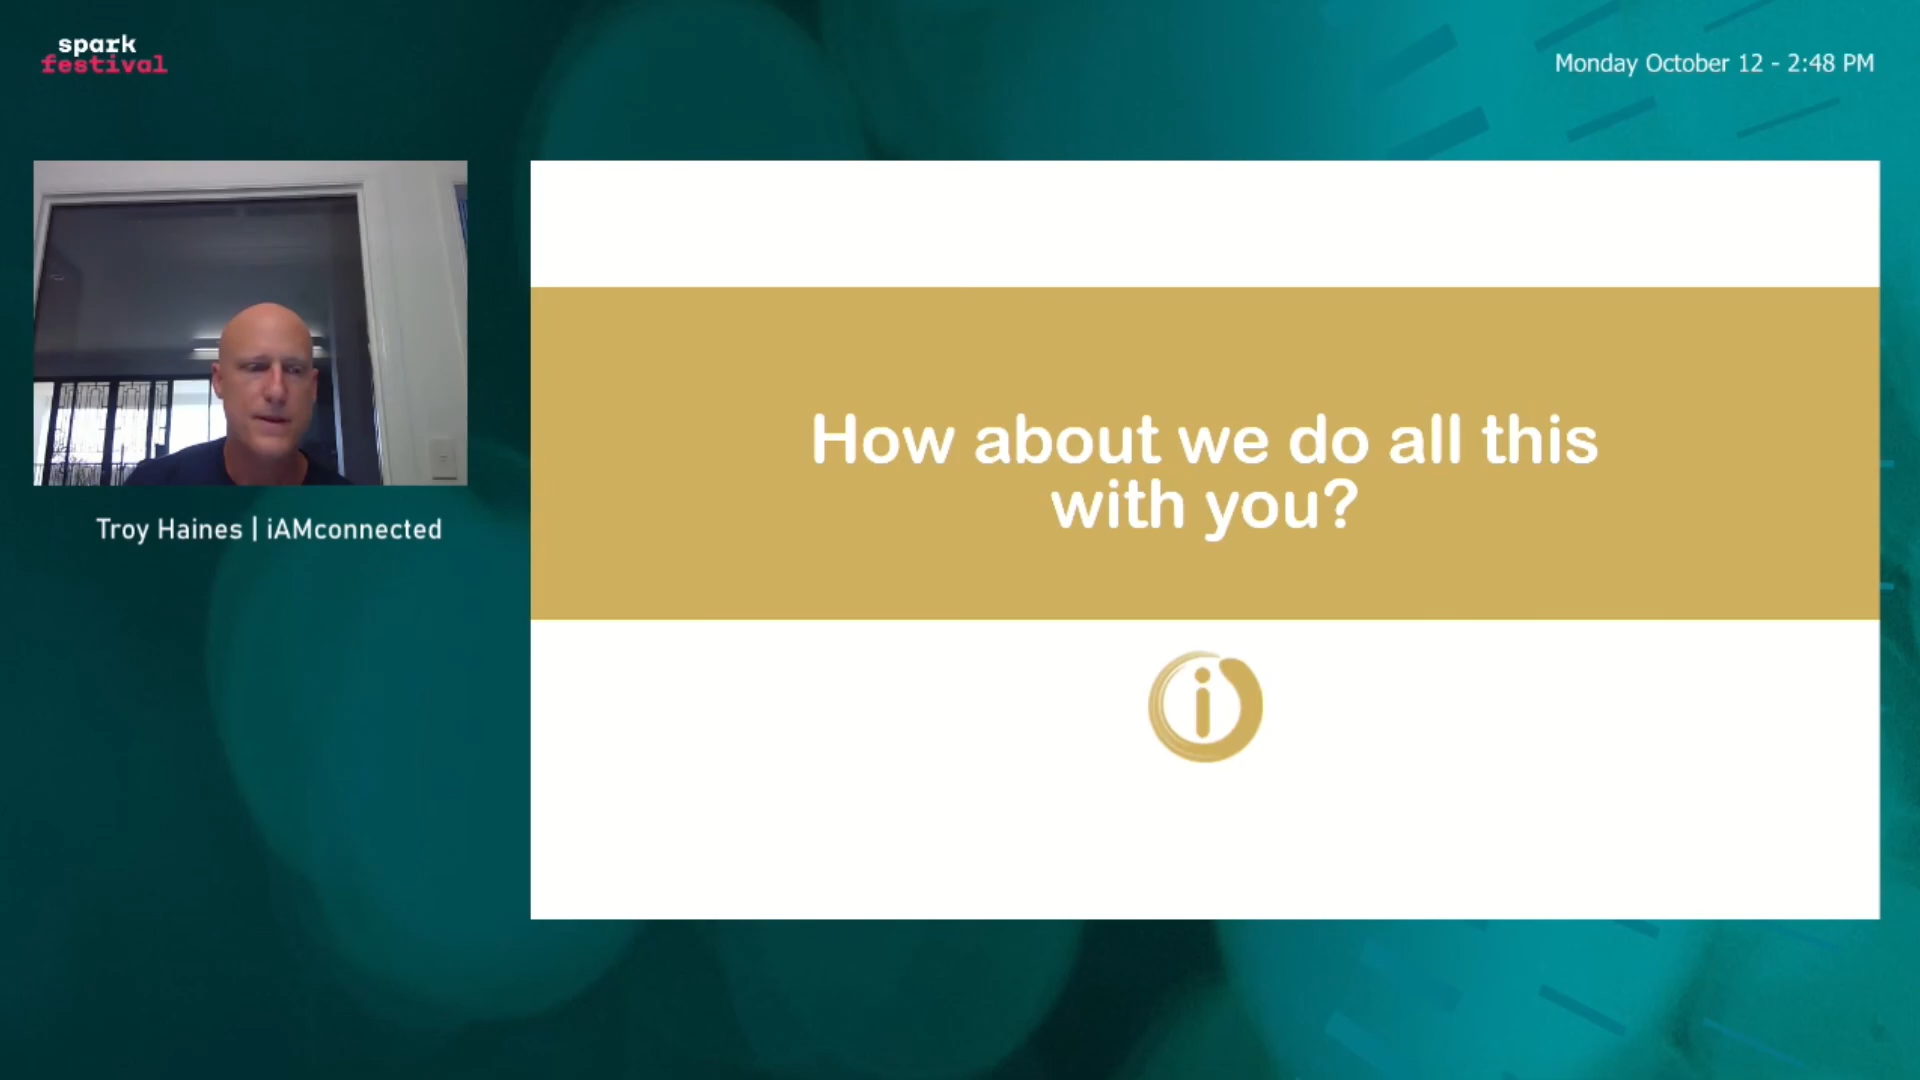 spark
festival
Monday October 12 - 2:48 PM
Troy Haines | iAMconnected
How about we do all this
with you?
i